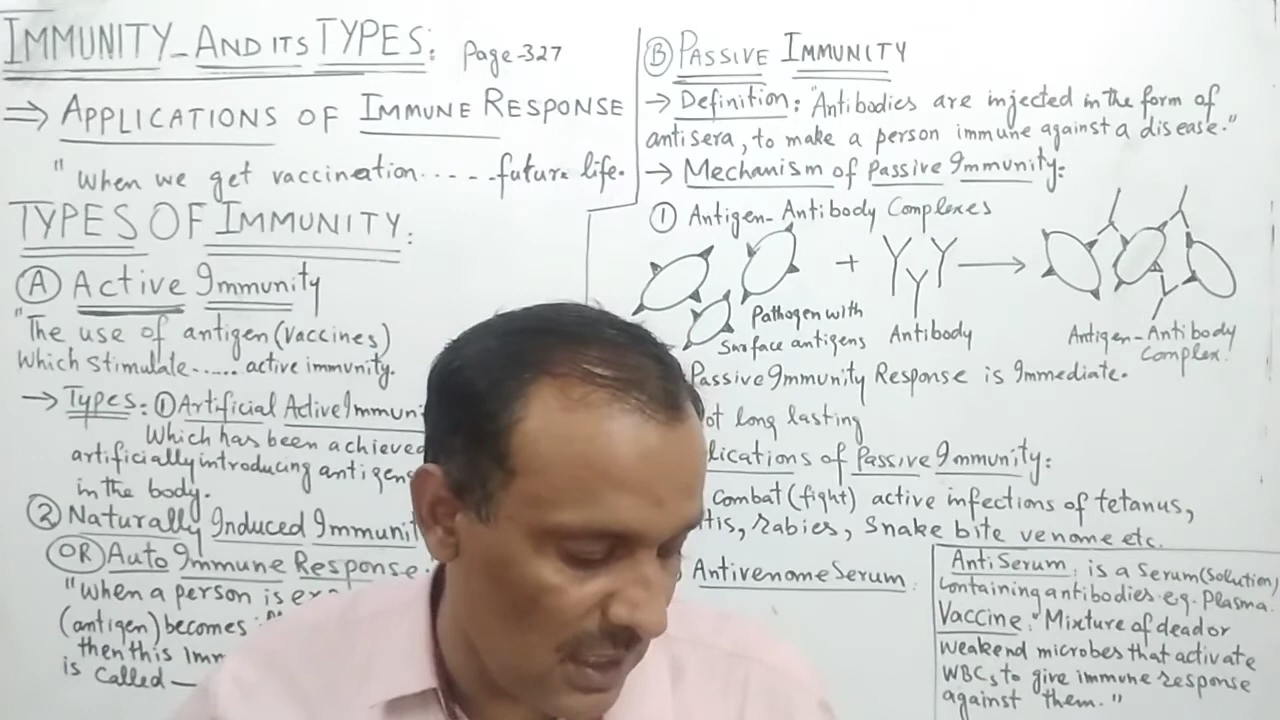 IMMUNITY AND ITS TYPES: Page-327
⇒ APPLICATIONS OF IMMUNE RESPONSE
"When we get vaccination.... - future life.
TYPES OF IMMUNITY:
(A) Active Immunity
"The use of antigen (vaccines)
Which stimulate...... active immunity.
→ Types: ① Artificial Active Immuni
Which has been achieved
artificially introducing antigens
in the body.
② Naturally Induced Immunit
(OR) Auto Immune Response.
"When a person is ex
(antigen) becomes
then this Imm
is called —
(B) PASSIVE IMMUNITY
→ Definition: "Antibodies are injected in the form of
antisera, to make a person immune against a disease."
→ Mechanism of Passive Immunity:
① Antigen-Antibody Complexes
+ →
Pathogen with
Surface antigens
Antibody
Antigen-Antibody
Complex.
Passive Immunity Response is Immediate.
ot long lasting
lications of Passive Immunity:
Combat (fight) active infections of tetanus,
tis, rabies, Snake bite venome etc.
Antivenome Serum:
Anti Serum: is a Serum (Solution)
Containing antibodies e.g. Plasma.
Vaccine: "Mixture of dead or
weakend microbes that activate
WBCs to give immune response
against them."